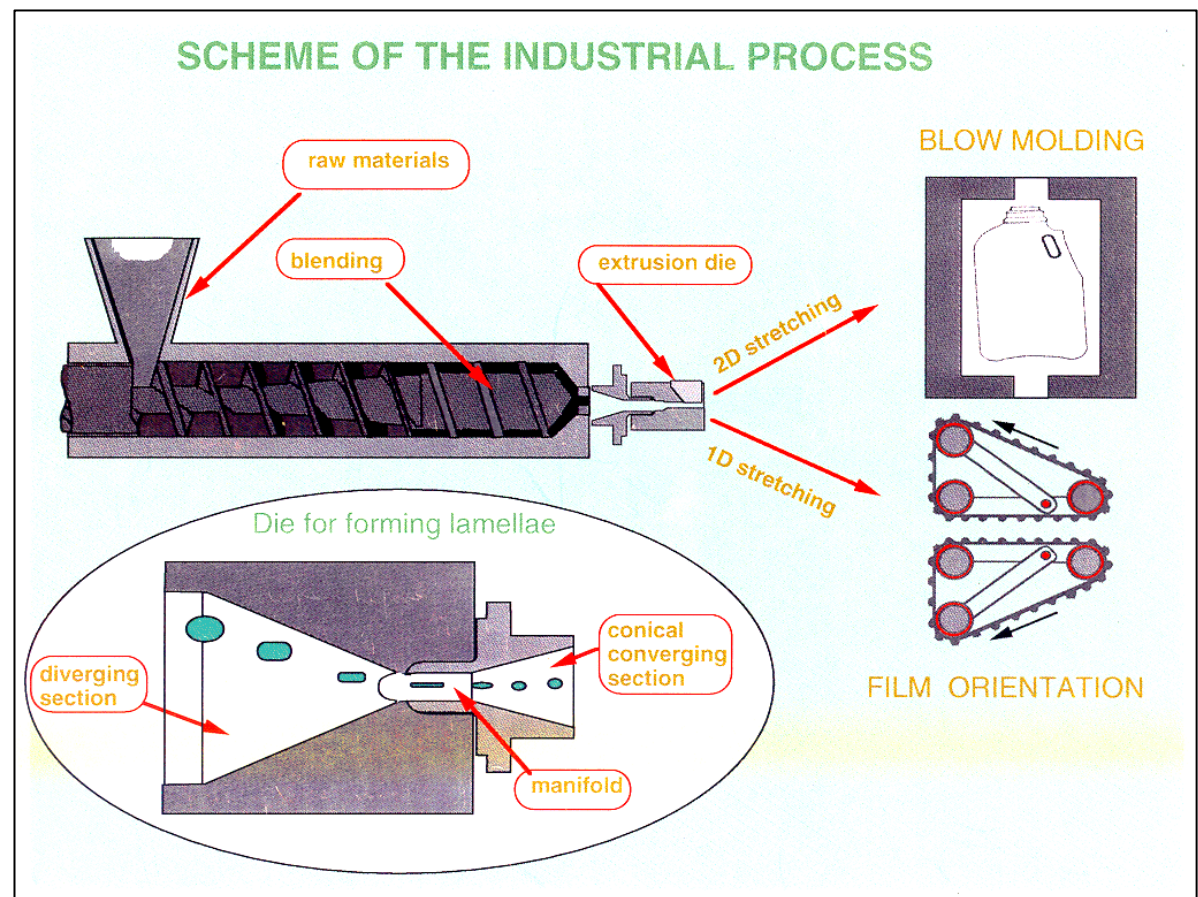 SCHEME OF THE INDUSTRIAL PROCESS
raw materials
blending
extrusion die
2D stretching
1D stretching
BLOW MOLDING
FILM ORIENTATION
Die for forming lamellae
diverging
section
conical
converging
section
manifold